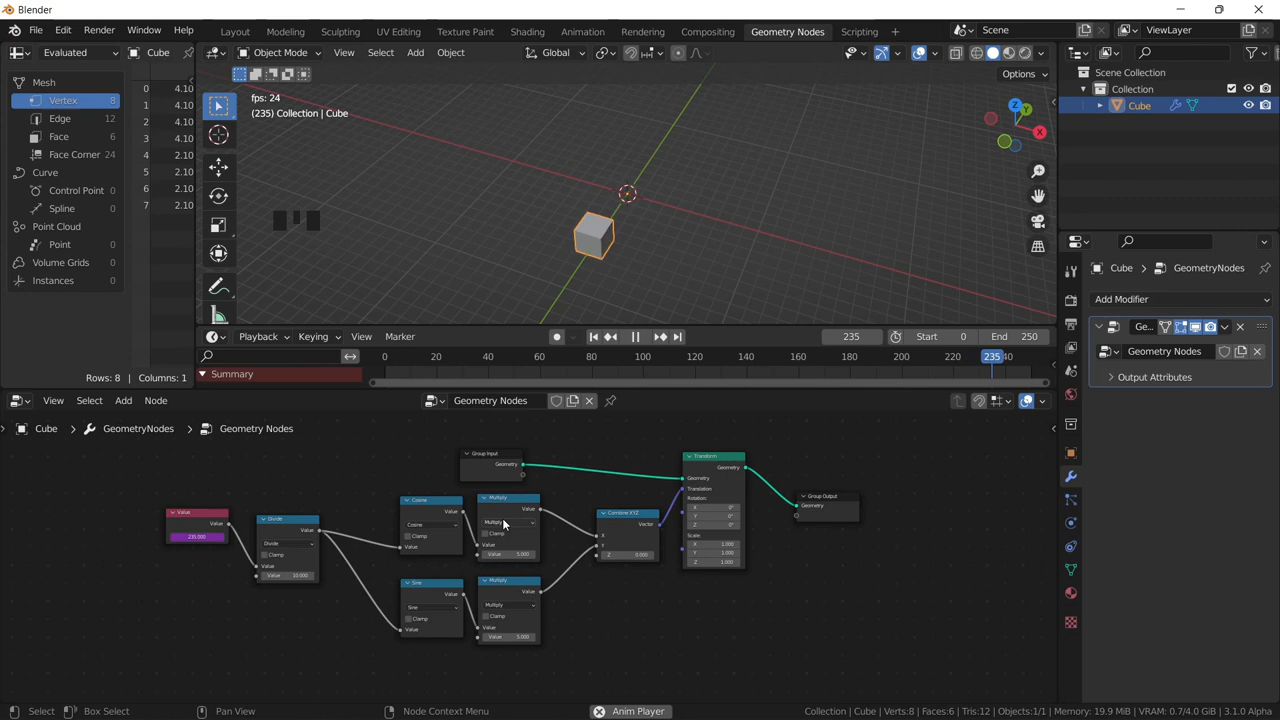 Blender
File Edit Render Window Help
Layout Modeling Sculpting UV Editing Texture Paint Shading Animation Rendering Compositing Geometry Nodes Scripting +
Scene
ViewLayer
Evaluated
Cube
Object Mode View Select Add Object
Global
Options
Mesh
Vertex 8
Edge 12
Face 6
Face Corner 24
Curve
Control Point 0
Spline 0
Point Cloud
Point 0
Volume Grids 0
Instances 0
0 4.10
1 4.10
2 4.10
3 4.10
4 2.10
5 2.10
6 2.10
7 2.10
Rows: 8 | Columns: 1
fps: 24
(235) Collection | Cube
Z
Y
X
Scene Collection
Collection
Cube
Playback Keying View Marker
235
Start 0
End 250
0 20 40 60 80 100 120 140 160 180 200 220 235 40
Summary
Cube GeometryNodes
Add Modifier
Ge...
Geometry Nodes
Output Attributes
View Select Add Node
Geometry Nodes
Cube GeometryNodes Geometry Nodes
Group Input
Geometry
Value
Value
235.000
Divide
Value
Divide
Clamp
Value
Value 10.000
Cosine
Value
Cosine
Clamp
Value
Multiply
Value
Multiply
Clamp
Value
Value 5.000
Sine
Value
Sine
Clamp
Value
Multiply
Value
Multiply
Clamp
Value
Value 5.000
Combine XYZ
Vector
X
Y
Z 0.000
Transform
Geometry
Geometry
Translation
Rotation:
X 0°
Y 0°
Z 0°
Scale:
X 1.000
Y 1.000
Z 1.000
Group Output
Geometry
Select Box Select Pan View Node Context Menu
Anim Player
Collection | Cube | Verts:8 | Faces:6 | Tris:12 | Objects:1/1 | Memory: 19.9 MiB | VRAM: 0.7/4.0 GiB | 3.1.0 Alpha